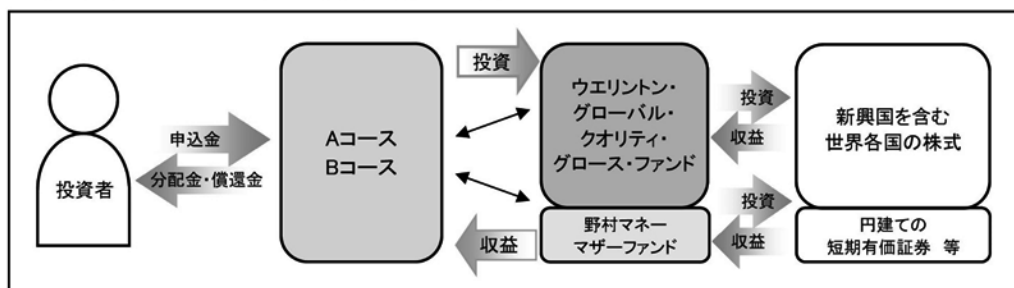 投資者
申込金
分配金・償還金
Aコース
Bコース
投資
収益
ウエリントン・
グローバル・
クオリティ・
グロース・ファンド
野村マネー
マザーファンド
投資
収益
投資
収益
新興国を含む
世界各国の株式
円建ての
短期有価証券 等